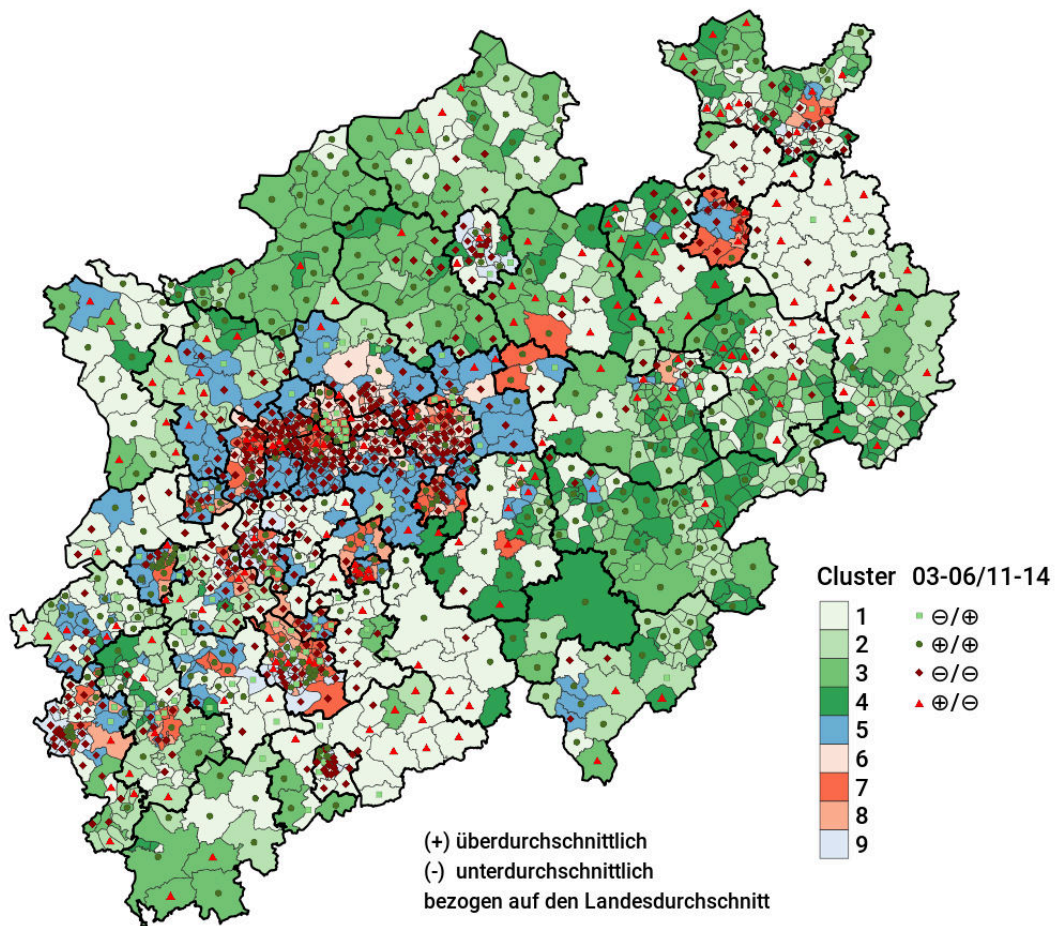 Cluster 03-06/11-14
1 ⊖/⊕
2 ⊕/⊕
3 ⊖/⊖
4 ⊕/⊖
5
6
7
8
9
(+) überdurchschnittlich
(-) unterdurchschnittlich
bezogen auf den Landesdurchschnitt